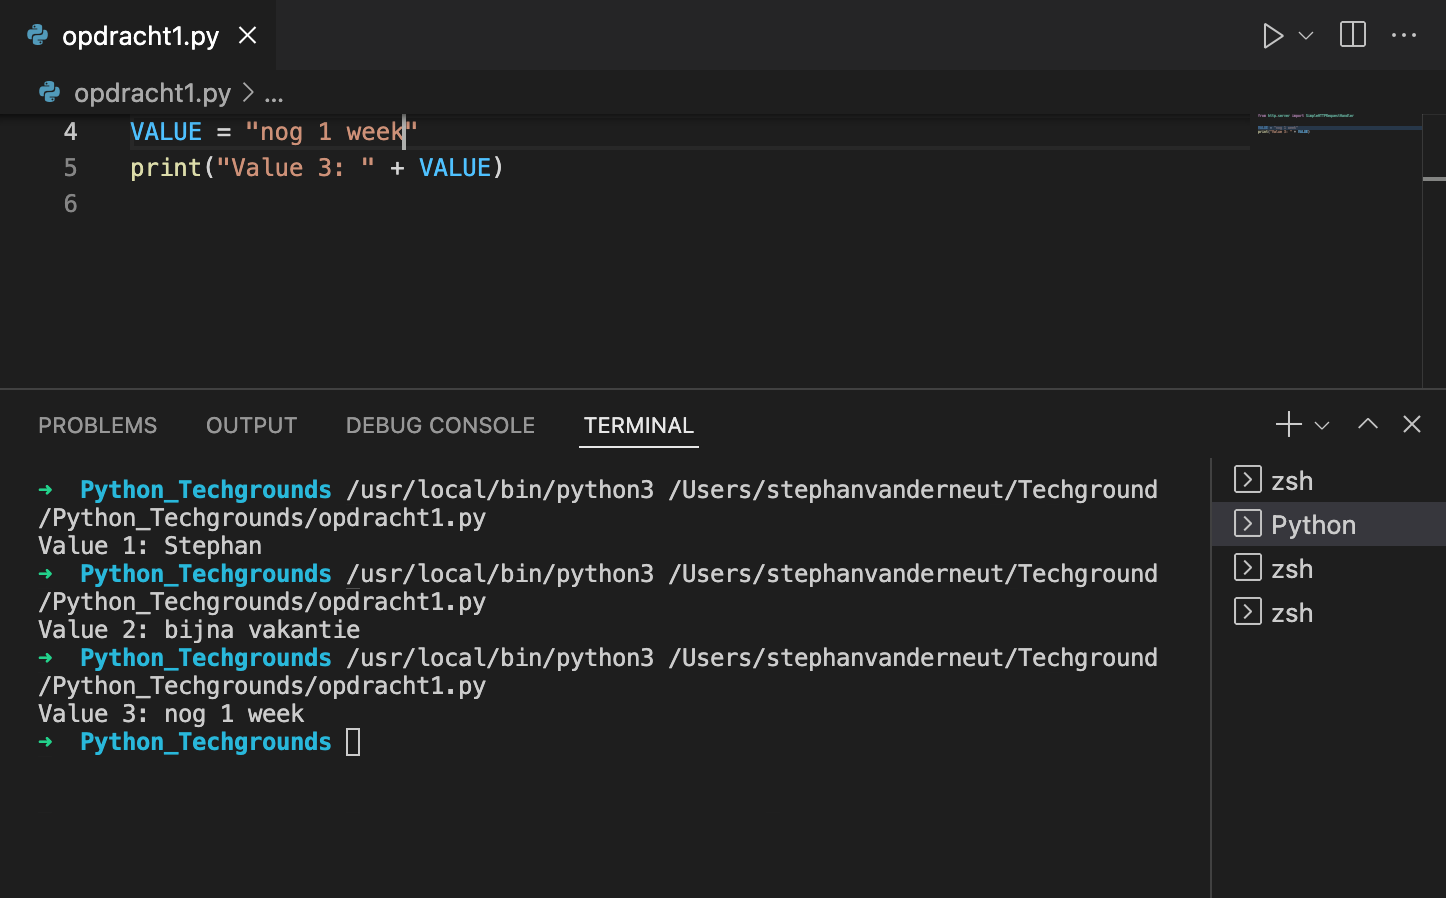 opdracht1.py
opdracht1.py > ...
4 VALUE = "nog 1 week"
5 print("Value 3: " + VALUE)
6
PROBLEMS OUTPUT DEBUG CONSOLE TERMINAL
➜ Python_Techgrounds /usr/local/bin/python3 /Users/stephanvanderneut/Techground
/Python_Techgrounds/opdracht1.py
Value 1: Stephan
➜ Python_Techgrounds /usr/local/bin/python3 /Users/stephanvanderneut/Techground
/Python_Techgrounds/opdracht1.py
Value 2: bijna vakantie
➜ Python_Techgrounds /usr/local/bin/python3 /Users/stephanvanderneut/Techground
/Python_Techgrounds/opdracht1.py
Value 3: nog 1 week
➜ Python_Techgrounds
zsh
Python
zsh
zsh